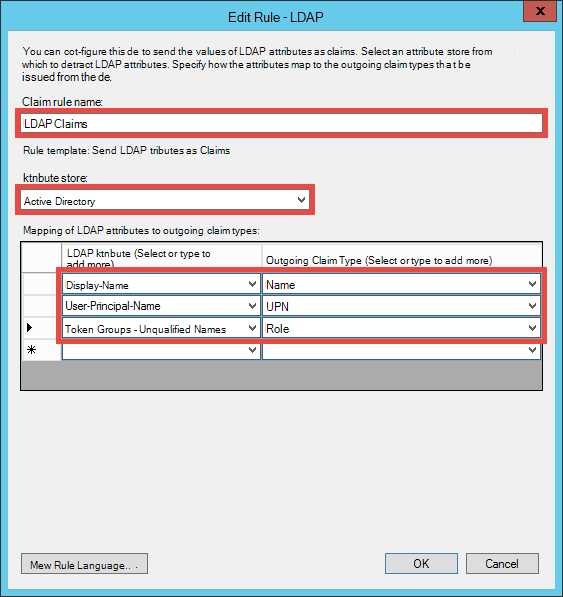 Edit Rule - LDAP
X
You can cot-figure this de to send the values of LDAP attributes as claims. Select an attribute store from
which to detract LDAP attributes. Specify how the attributes map to the outgoing claim types that be
issued from the de.
Claim rule name:
LDAP Claims
Rule template: Send LDAP tributes as Claims
ktnbute store:
Active Directory
Mapping of LDAP attributes to outgoing claim types:
LDAP ktnbute (Select or type to
add more)
Outgoing Claim Type (Select or type to add more)
Display-Name
Name
User-Principal-Name
UPN
Token Groups - Unqualified Names
Role
Mew Rule Language.. .
OK
Cancel